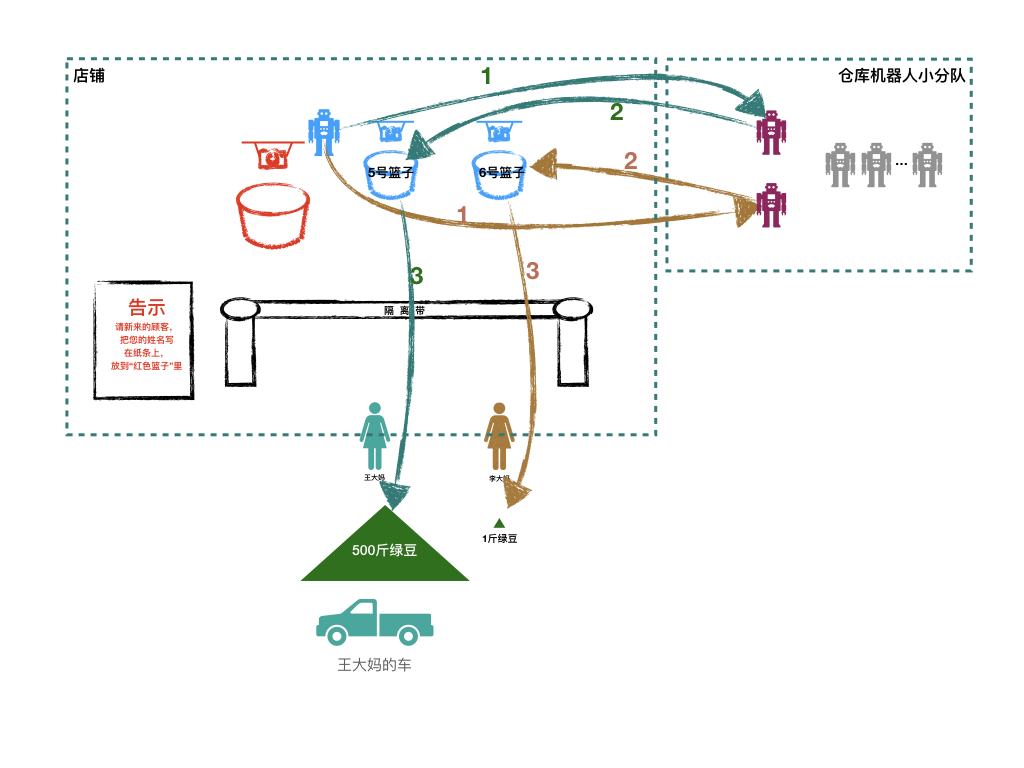 店铺
仓库机器人小分队
1
2
5号篮子
6号篮子
2
...
1
3
3
告示
请新来的顾客，
把您的姓名写
在纸条上，
放到“红色篮子”里
隔 离 带
王大妈
李大妈
500斤绿豆
1斤绿豆
王大妈的车